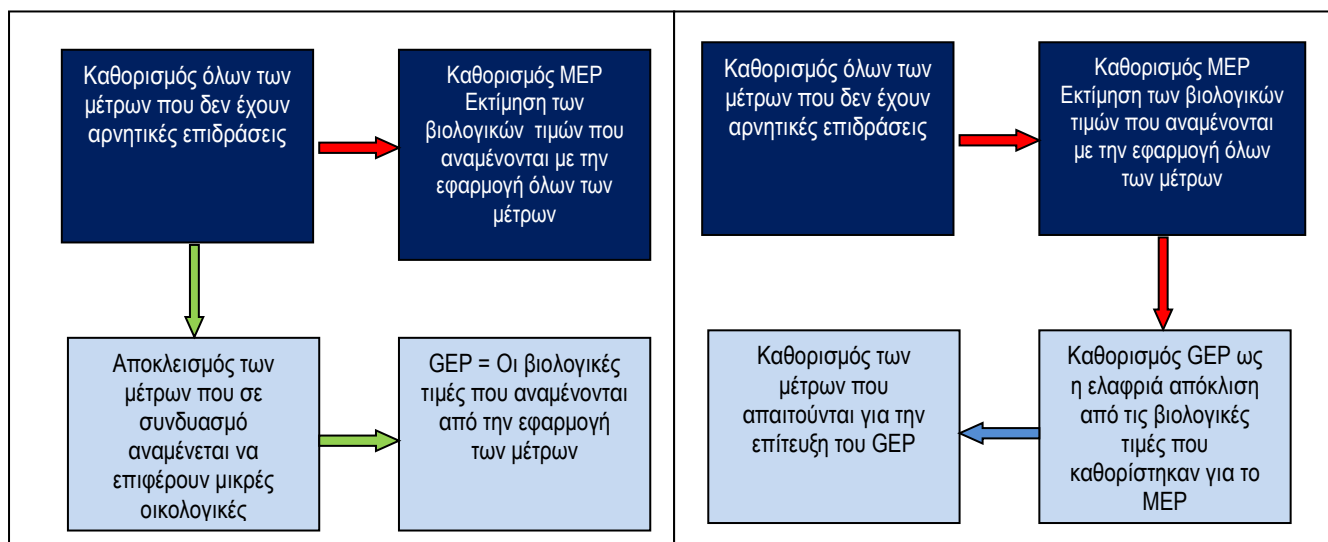 Καθορισμός όλων των
μέτρων που δεν έχουν
αρνητικές επιδράσεις
Καθορισμός MEP
Εκτίμηση των
βιολογικών τιμών που
αναμένονται με την
εφαρμογή όλων των
μέτρων
Αποκλεισμός των
μέτρων που σε
συνδυασμό
αναμένεται να
επιφέρουν μικρές
οικολογικές
GEP = Οι βιολογικές
τιμές που αναμένονται
από την εφαρμογή
των μέτρων
Καθορισμός όλων των
μέτρων που δεν έχουν
αρνητικές επιδράσεις
Καθορισμός MEP
Εκτίμηση των βιολογικών
τιμών που αναμένονται
με την εφαρμογή όλων
των μέτρων
Καθορισμός των
μέτρων που
απαιτούνται για την
επίτευξη του GEP
Καθορισμός GEP ως
η ελαφριά απόκλιση
από τις βιολογικές
τιμές που
καθορίστηκαν για το
MEP